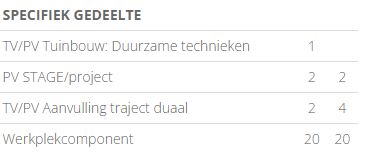 SPECIFIEK GEDEELTE
TV/PV Tuinbouw: Duurzame technieken 1
PV STAGE/project 2 2
TV/PV Aanvulling traject duaal 2 4
Werkplekcomponent 20 20